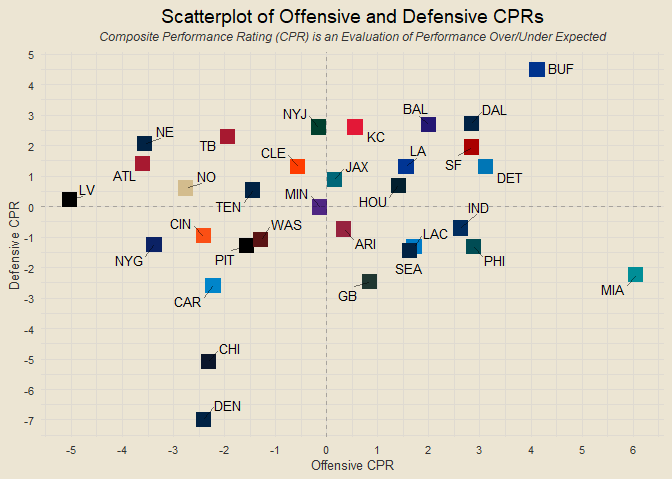 Scatterplot of Offensive and Defensive CPRs
Composite Performance Rating (CPR) is an Evaluation of Performance Over/Under Expected
5
BUF
4
3
NYJ
BAL
DAL
KC
NE
TB
2
CLE
LA
SF
ATL
JAX
DET
1
NO
LV
TEN
MIN
HOU
0
IND
CIN
WAS
ARI
LAC
-1
NYG
PIT
SEA
PHI
-2
CAR
GB
MIA
-3
-4
CHI
-5
-6
DEN
-7
Defensive CPR
-5 -4 -3 -2 -1 0 1 2 3 4 5 6
Offensive CPR